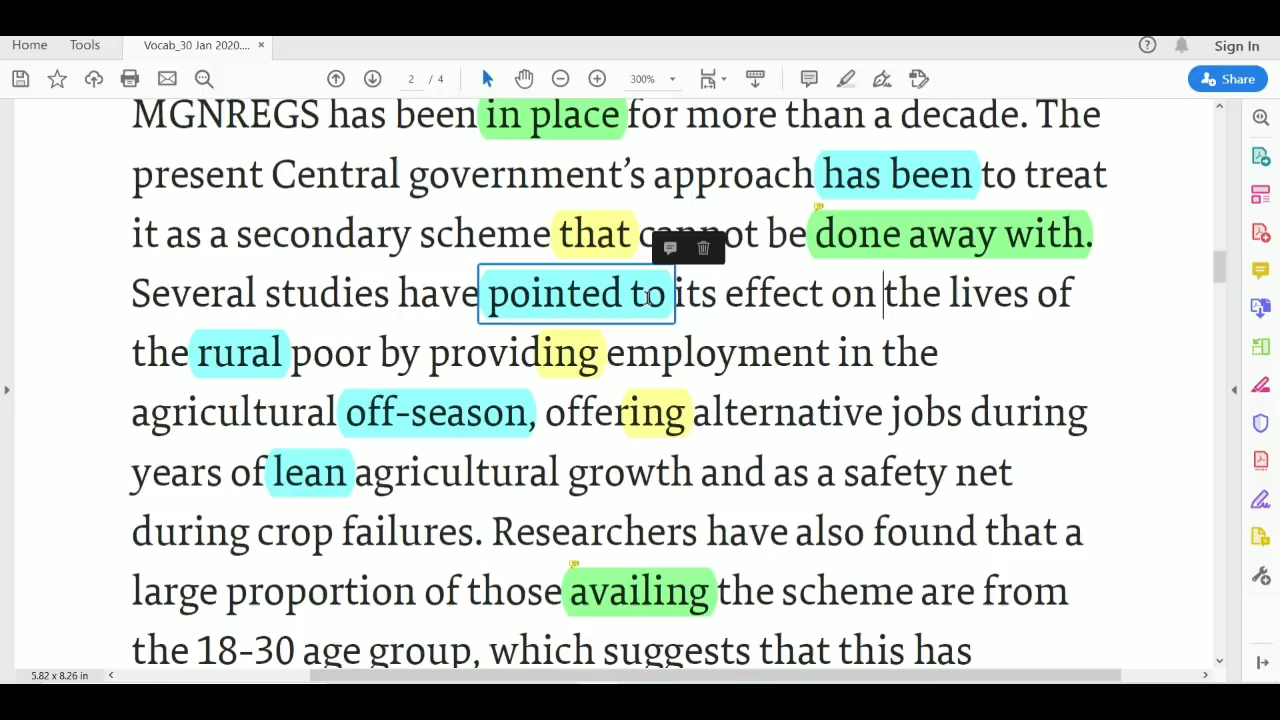 Home Tools Vocab_30 Jan 2020.... × ? Sign In
2 / 4 300% Share
MGNREGS has been in place for more than a decade. The
present Central government’s approach has been to treat
it as a secondary scheme that cannot be done away with.
Several studies have pointed to its effect on the lives of
the rural poor by providing employment in the
agricultural off-season, offering alternative jobs during
years of lean agricultural growth and as a safety net
during crop failures. Researchers have also found that a
large proportion of those availing the scheme are from
the 18-30 age group, which suggests that this has
5.82 x 8.26 in